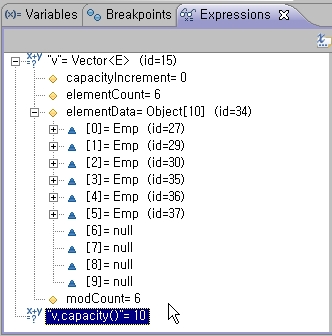 (x)= Variables Breakpoints Expressions
x+y =? "v"= Vector<E> (id=15)
capacityIncrement= 0
elementCount= 6
elementData= Object[10] (id=34)
[0]= Emp (id=27)
[1]= Emp (id=29)
[2]= Emp (id=30)
[3]= Emp (id=35)
[4]= Emp (id=36)
[5]= Emp (id=37)
[6]= null
[7]= null
[8]= null
[9]= null
modCount= 6
x+y =? "v.capacity()"= 10